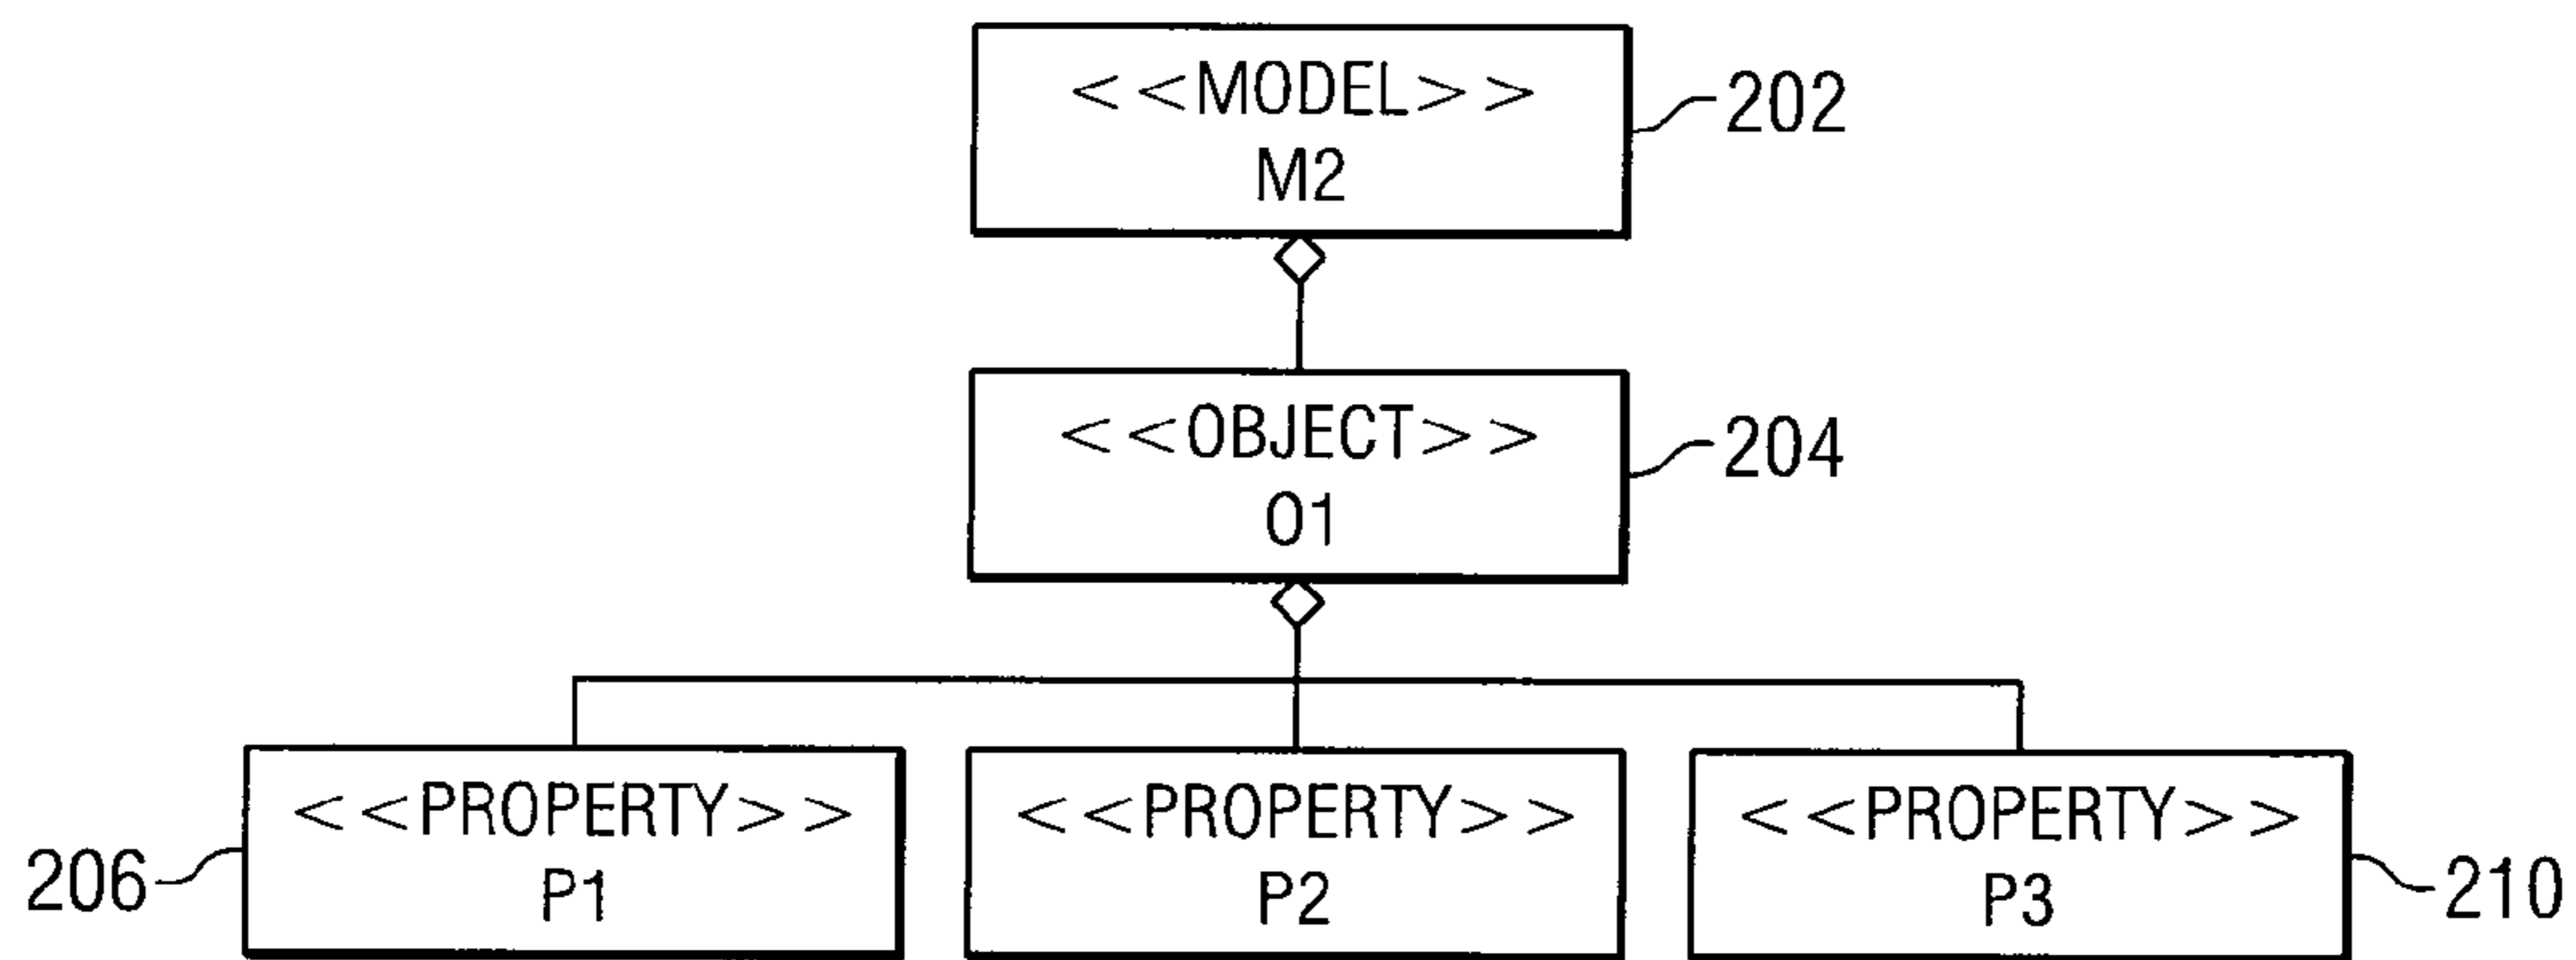 <<MODEL>>
M2
202
<<OBJECT>>
O1
204
<<PROPERTY>>
P1
206
<<PROPERTY>>
P2
<<PROPERTY>>
P3
210